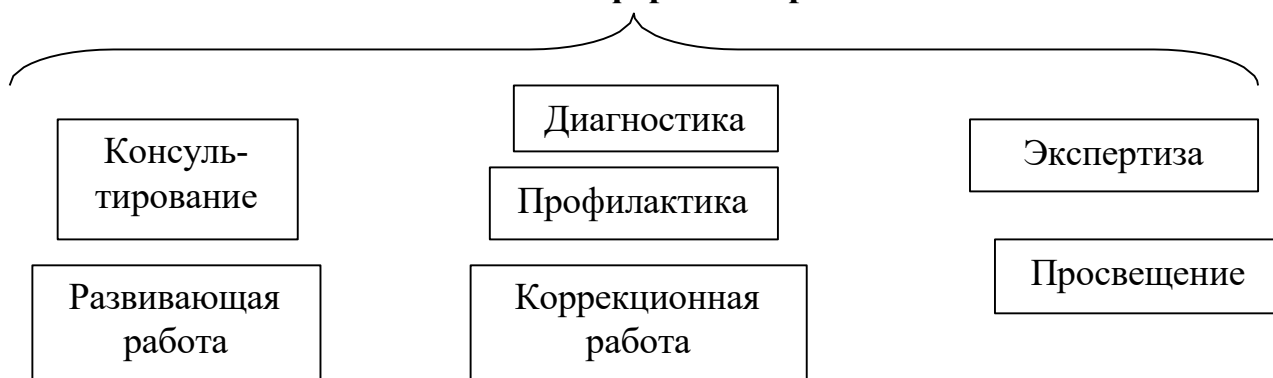 Консуль-
тирование
Диагностика
Профилактика
Экспертиза
Развивающая
работа
Коррекционная
работа
Просвещение